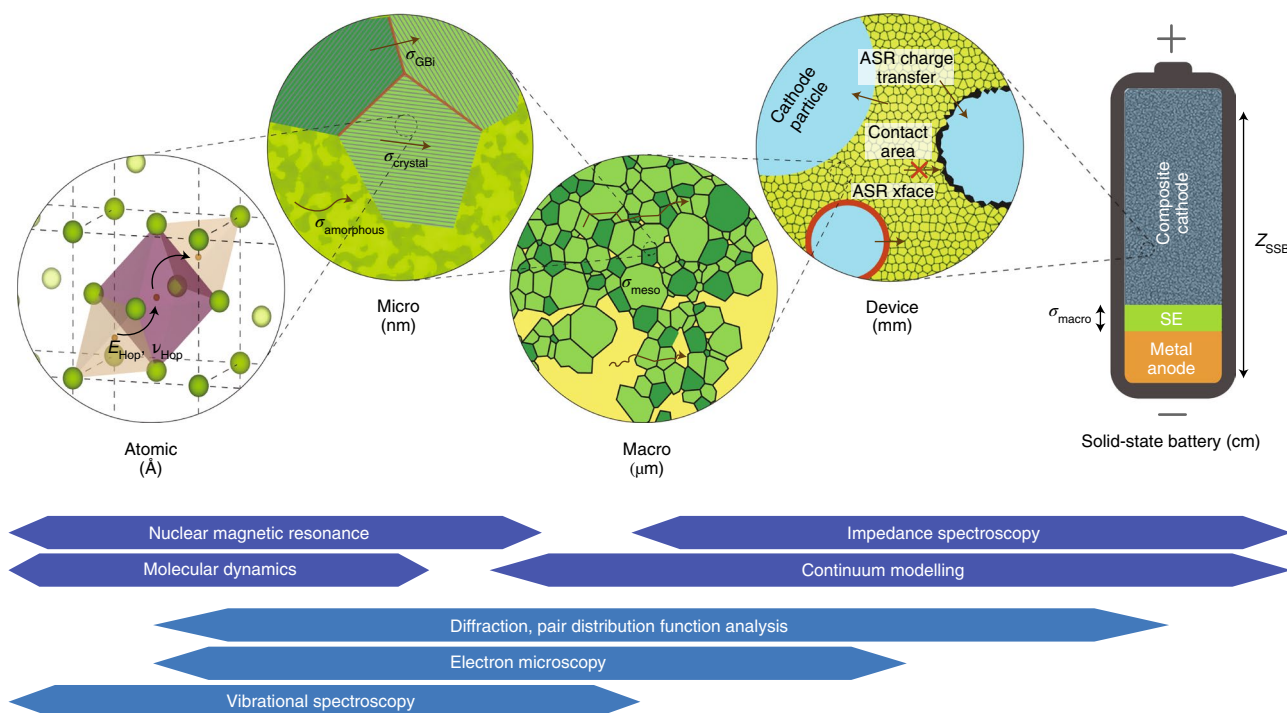 σGBi
σcrystal
σamorphous
Micro
(nm)
EHop, νHop
Atomic
(Å)
σmeso
Macro
(μm)
Cathode
particle
ASR charge
transfer
Contact
area
ASR xface
Device
(mm)
+
Composite
cathode
ZSSB
σmacro
SE
Metal
anode
−
Solid-state battery (cm)
Nuclear magnetic resonance
Impedance spectroscopy
Molecular dynamics
Continuum modelling
Diffraction, pair distribution function analysis
Electron microscopy
Vibrational spectroscopy